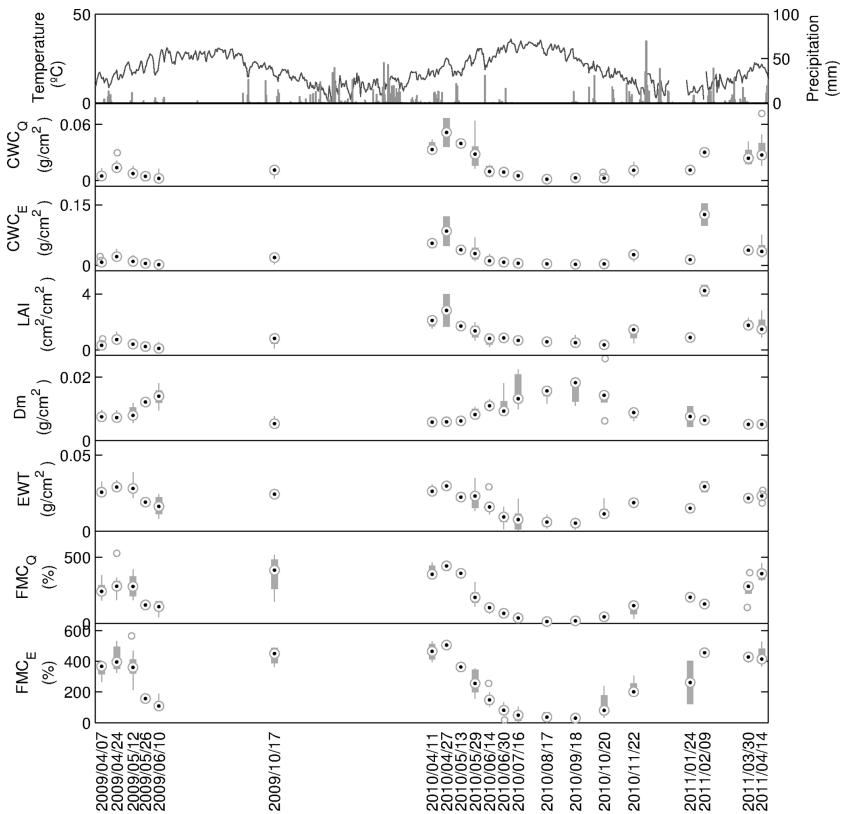 50
100
Temperature
(ºC)
50
Precipitation
(mm)
0
0
0.06
CWC_Q
(g/cm²)
0
0.15
CWC_E
(g/cm²)
0
4
LAI
(cm²/cm²)
0
0.02
Dm
(g/cm²)
0
0.05
EWT
(g/cm²)
0
500
FMC_Q
(%)
0
600
400
FMC_E
(%)
200
0
2009/04/07
2009/04/24
2009/05/12
2009/05/26
2009/06/10
2009/10/17
2010/04/11
2010/04/27
2010/05/13
2010/05/29
2010/06/14
2010/06/30
2010/07/16
2010/08/17
2010/09/18
2010/10/20
2010/11/22
2011/01/24
2011/02/09
2011/03/30
2011/04/14